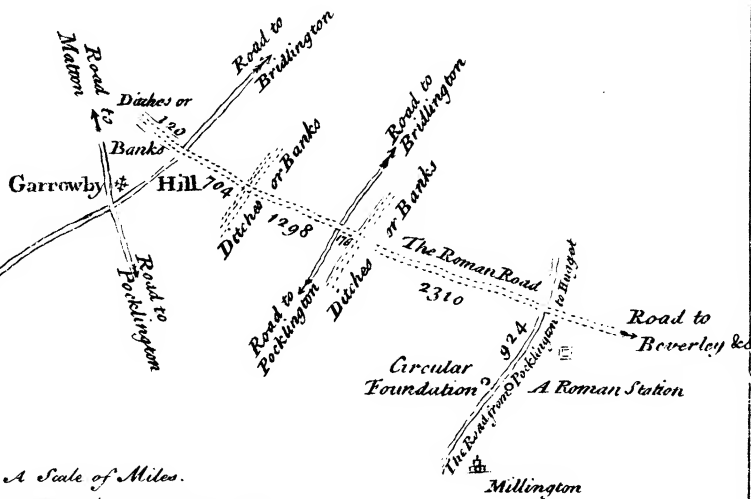 Road to
Malton
Road to
Bridlington
Ditches or
120
Banks
Garrowby Hill
704
Ditches or Banks
1298
Road to
Bridlington
Ditches or Banks
176
The Roman Road
2310
Road to
Pocklington
Road to
Pocklington
924
The Road from Pocklington to Hungat
Road to
Beverley &c
Circular
Foundation
A Roman Station
A Scale of Miles.
Millington